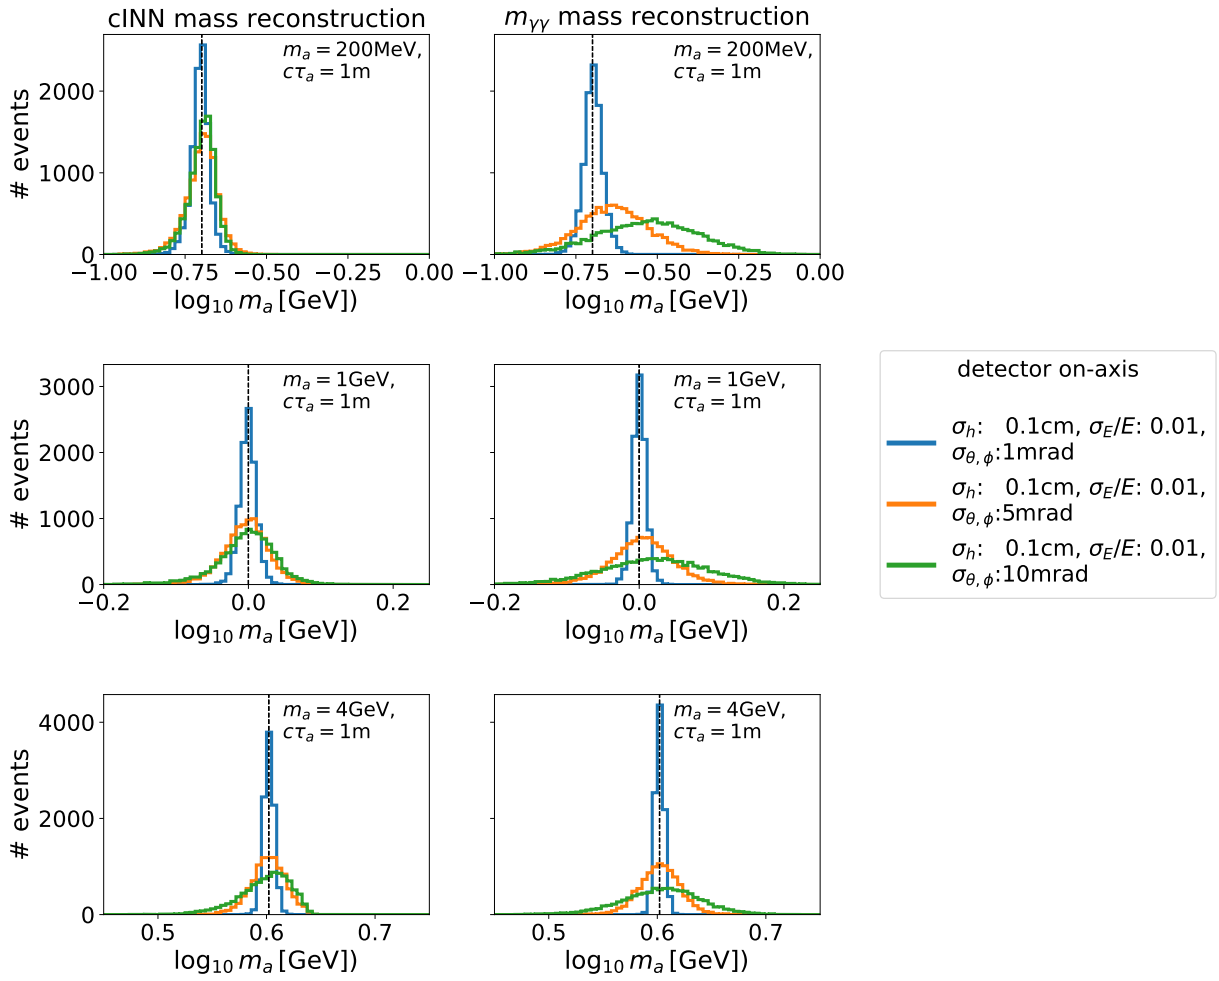 cINN mass reconstruction
m_γγ mass reconstruction
# events
2000
1000
0
m_a = 200MeV,
cτ_a = 1m
−1.00 −0.75 −0.50 −0.25 0.00
log₁₀ m_a [GeV])
m_a = 200MeV,
cτ_a = 1m
−1.00 −0.75 −0.50 −0.25 0.00
log₁₀ m_a [GeV])
# events
3000
2000
1000
0
m_a = 1GeV,
cτ_a = 1m
−0.2 0.0 0.2
log₁₀ m_a [GeV])
m_a = 1GeV,
cτ_a = 1m
−0.2 0.0 0.2
log₁₀ m_a [GeV])
detector on-axis
σ_h: 0.1cm, σ_E/E: 0.01,
σ_θ,ϕ:1mrad
σ_h: 0.1cm, σ_E/E: 0.01,
σ_θ,ϕ:5mrad
σ_h: 0.1cm, σ_E/E: 0.01,
σ_θ,ϕ:10mrad
# events
4000
2000
0
m_a = 4GeV,
cτ_a = 1m
0.5 0.6 0.7
log₁₀ m_a [GeV])
m_a = 4GeV,
cτ_a = 1m
0.5 0.6 0.7
log₁₀ m_a [GeV])